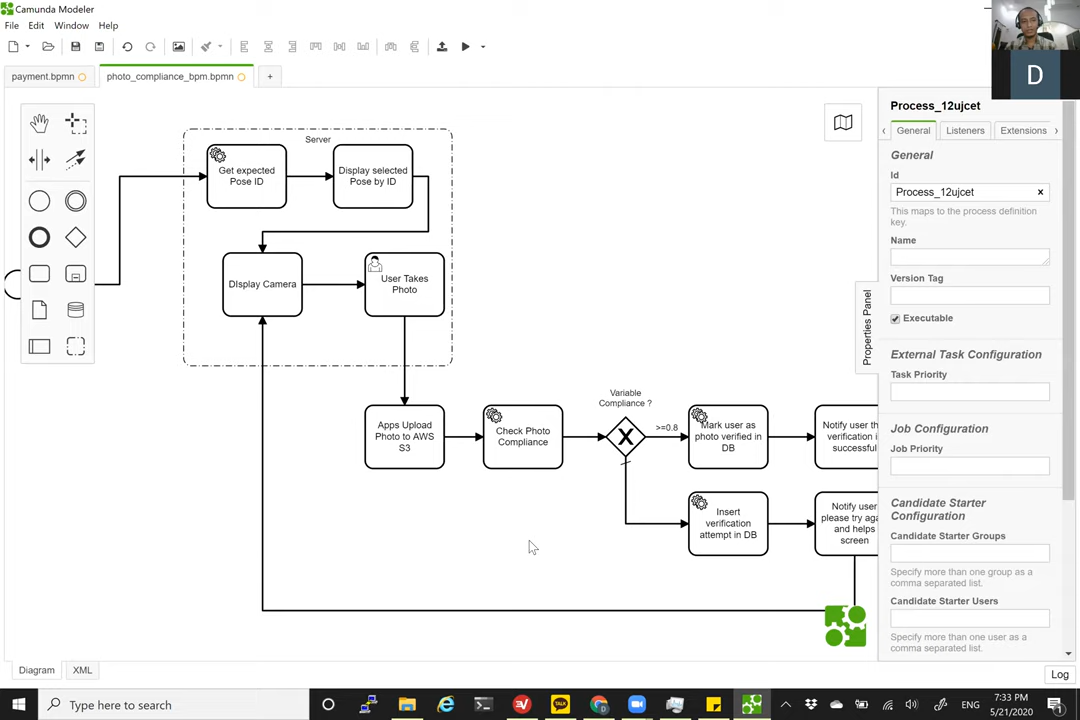 Camunda Modeler
File Edit Window Help
D
payment.bpmn
photo_compliance_bpm.bpmn
+
Server
Get expected
Pose ID
Display selected
Pose by ID
DIsplay Camera
User Takes
Photo
Apps Upload
Photo to AWS
S3
Check Photo
Compliance
Variable
Compliance ?
>=0.8
Mark user as
photo verified in
DB
Notify user th
verification i
successful
Insert
verification
attempt in DB
Notify user
please try aga
and helps
screen
Properties Panel
Process_12ujcet
General Listeners Extensions
General
Id
Process_12ujcet
This maps to the process definition
key.
Name
Version Tag
Executable
External Task Configuration
Task Priority
Job Configuration
Job Priority
Candidate Starter
Configuration
Candidate Starter Groups
Specify more than one group as a
comma separated list.
Candidate Starter Users
Specify more than one user as a
comma separated list.
Diagram XML
Log
Type here to search
TALK
ENG
7:33 PM
5/21/2020